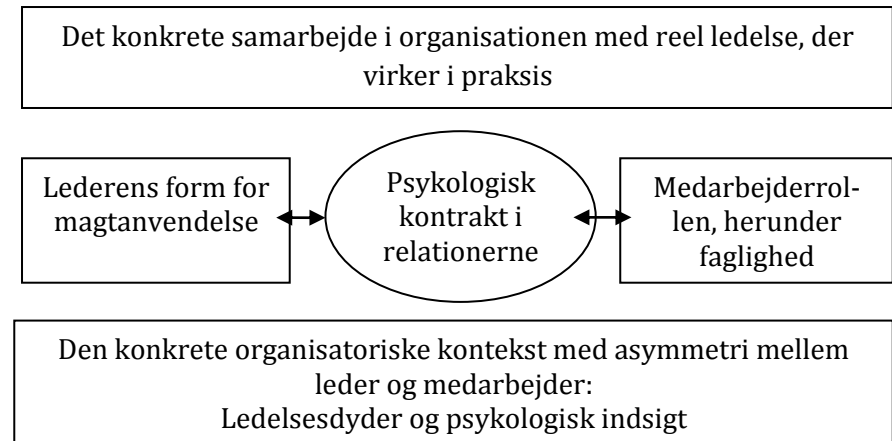 Det konkrete samarbejde i organisationen med reel ledelse, der
virker i praksis
Lederens form for
magtanvendelse
Psykologisk
kontrakt i
relationerne
Medarbejderrol-
len, herunder
faglighed
Den konkrete organisatoriske kontekst med asymmetri mellem
leder og medarbejder:
Ledelsesdyder og psykologisk indsigt